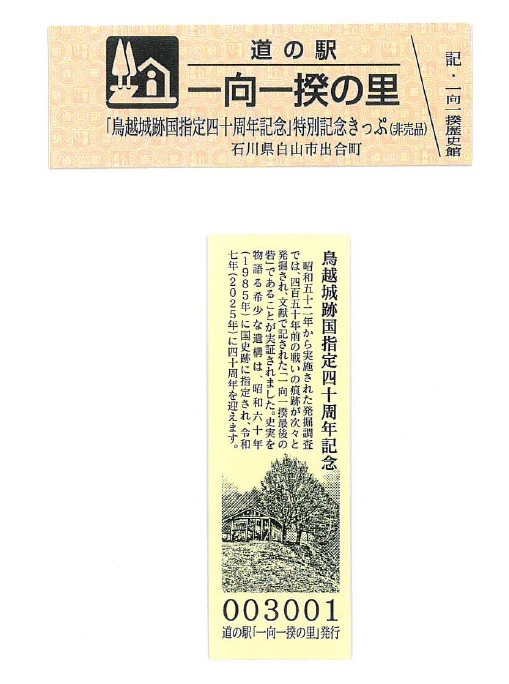 道の駅
一向一揆の里
「鳥越城跡国指定四十周年記念」特別記念きっぷ(非売品)
石川県白山市出合町
記・一向一揆歴史館
鳥越城跡国指定四十周年記念
昭和五十二年から実施された発掘調査
では、四百五十年前の戦いの痕跡が次々と
発掘され、文献で記された「一向一揆最後の
砦」であることが実証されました。史実を
物語る希少な遺構は、昭和六十年
(1985年)に国史跡に指定され、令和
七年(2025年)に四十周年を迎えます。
003001
道の駅「一向一揆の里」発行